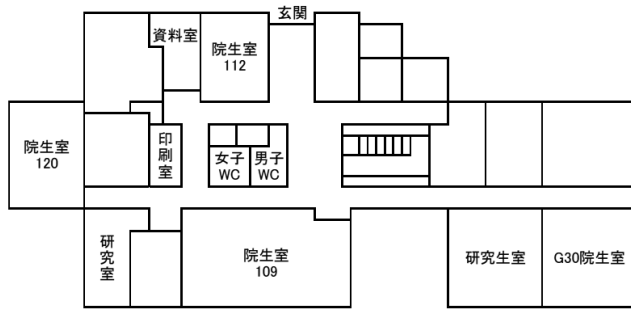 玄関
資料室
院生室
112
院生室
120
印刷室
女子
WC
男子
WC
研究室
院生室
109
研究生室
G30院生室